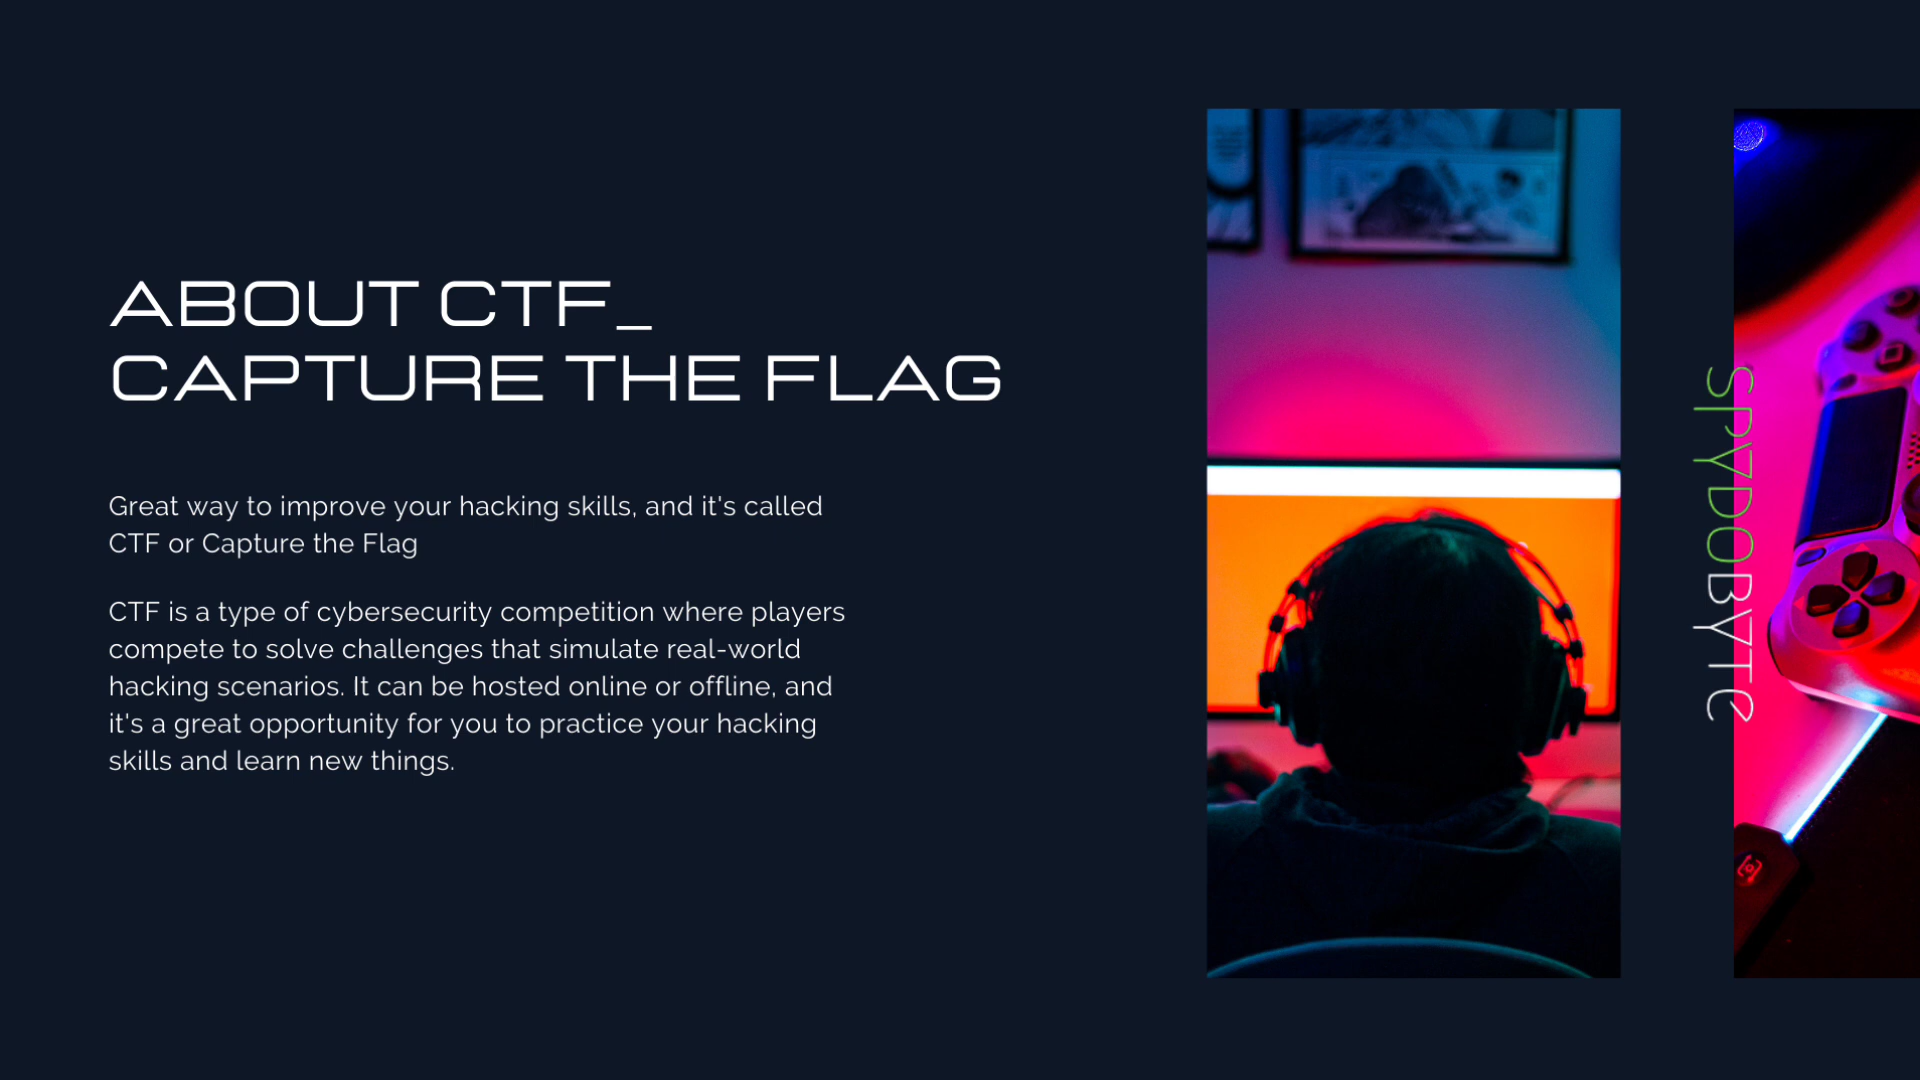 ABOUT CTF_
CAPTURE THE FLAG
Great way to improve your hacking skills, and it's called
CTF or Capture the Flag
CTF is a type of cybersecurity competition where players
compete to solve challenges that simulate real-world
hacking scenarios. It can be hosted online or offline, and
it's a great opportunity for you to practice your hacking
skills and learn new things.
SPYDOBYTE